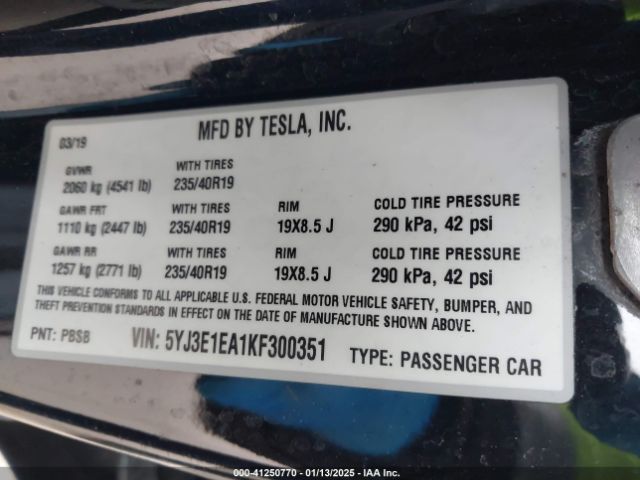 MFD BY TESLA, INC.
03/19
GVWR
2060 kg (4541 lb)
WITH TIRES
235/40R19
GAWR FRT
1110 kg (2447 lb)
WITH TIRES
235/40R19
RIM
19X8.5 J
COLD TIRE PRESSURE
290 kPa, 42 psi
GAWR RR
1257 kg (2771 lb)
WITH TIRES
235/40R19
RIM
19X8.5 J
COLD TIRE PRESSURE
290 kPa, 42 psi
THIS VEHICLE CONFORMS TO ALL APPLICABLE U.S. FEDERAL MOTOR VEHICLE SAFETY, BUMPER, AND
THEFT PREVENTION STANDARDS IN EFFECT ON THE DATE OF MANUFACTURE SHOWN ABOVE.
PNT: PBSB
VIN: 5YJ3E1EA1KF300351
TYPE: PASSENGER CAR
000-41250770 - 01/13/2025 - IAA Inc.